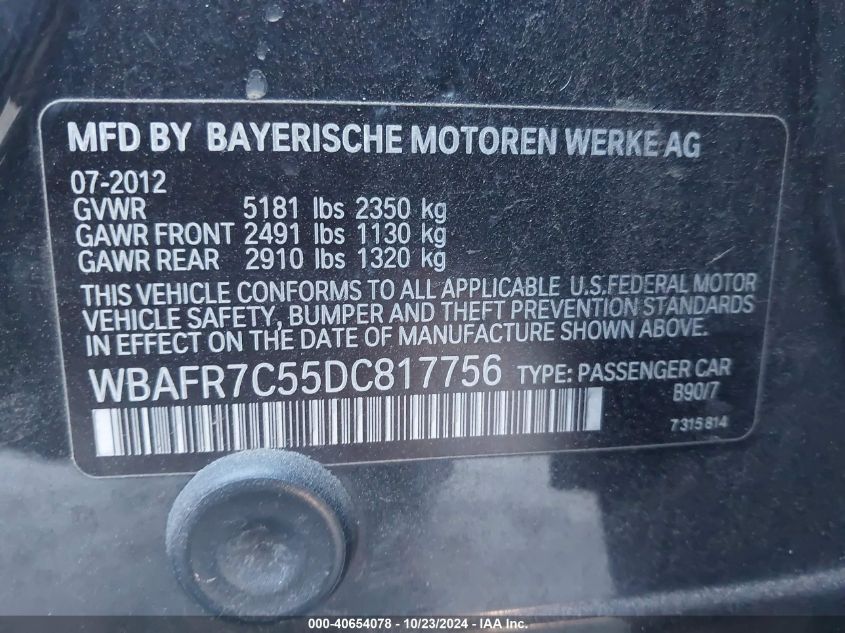 MFD BY BAYERISCHE MOTOREN WERKE AG
07-2012
GVWR 5181 lbs 2350 kg
GAWR FRONT 2491 lbs 1130 kg
GAWR REAR 2910 lbs 1320 kg
THIS VEHICLE CONFORMS TO ALL APPLICABLE U.S.FEDERAL MOTOR
VEHICLE SAFETY, BUMPER AND THEFT PREVENTION STANDARDS
IN EFFECT ON THE DATE OF MANUFACTURE SHOWN ABOVE.
WBAFR7C55DC817756 TYPE: PASSENGER CAR
B90/7
7315814
000-40654078 - 10/23/2024 - IAA Inc.